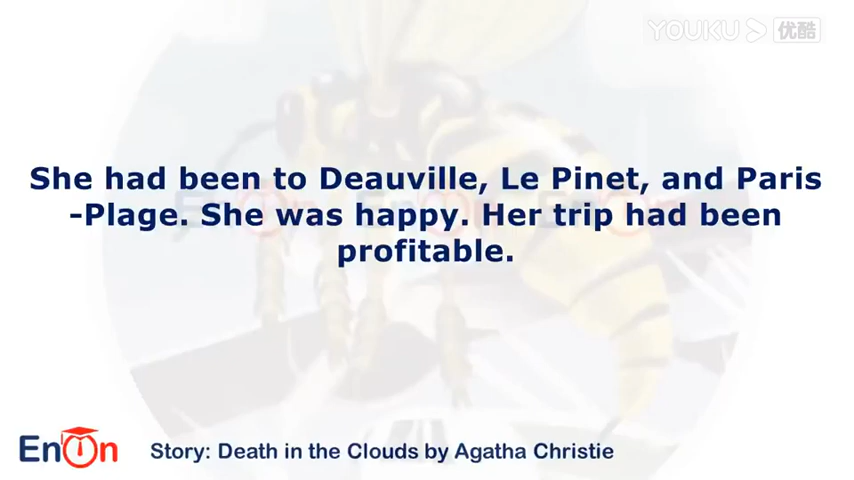 YOUKU 优酷
She had been to Deauville, Le Pinet, and Paris
-Plage. She was happy. Her trip had been
profitable.
EnOn
Story: Death in the Clouds by Agatha Christie